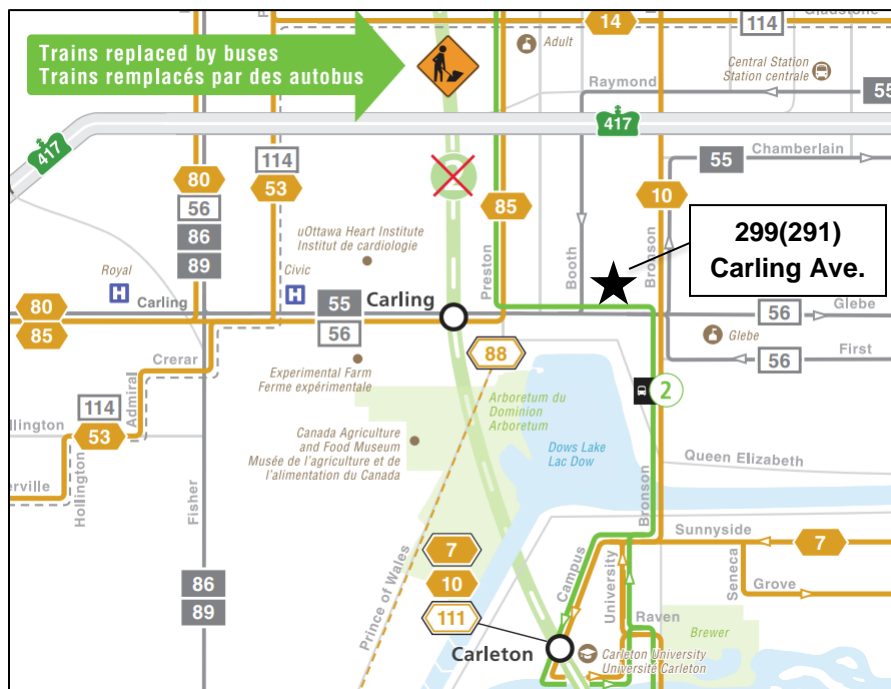 14
114
Gladstone
Trains replaced by buses
Trains remplacés par des autobus
Adult
Central Station
Station centrale
Raymond
55
417
417
Chamberlain
55
114
53
80
56
86
89
2
85
10
299(291)
Carling Ave.
uOttawa Heart Institute
Institut de cardiologie
Preston
Booth
Bronson
Royal
H
Civic
H
Carling
80
85
55
56
Carling
56
Glebe
Glebe
First
56
88
Crerar
Experimental Farm
Ferme expérimentale
Admiral
114
53
Arboretum du
Dominion
Arboretum
2
Canada Agriculture
and Food Museum
Musée de l'agriculture et de
l'alimentation du Canada
Dows Lake
Lac Dow
Queen Elizabeth
llington
erville
Hollington
Fisher
Bronson
Sunnyside
7
7
10
111
Prince of Wales
Campus
University
Seneca
Grove
86
89
Raven
Brewer
Carleton
Carleton University
Université Carleton